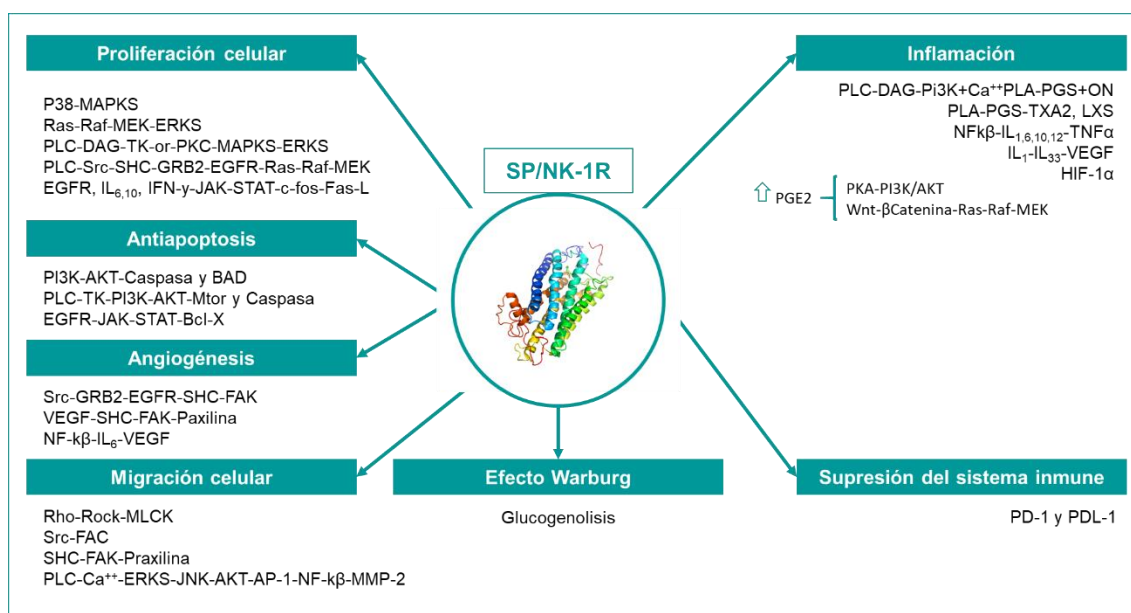 Proliferación celular
P38-MAPKS
Ras-Raf-MEK-ERKS
PLC-DAG-TK-or-PKC-MAPKS-ERKS
PLC-Src-SHC-GRB2-EGFR-Ras-Raf-MEK
EGFR, IL6,10, IFN-y-JAK-STAT-c-fos-Fas-L
Antiapoptosis
PI3K-AKT-Caspasa y BAD
PLC-TK-PI3K-AKT-Mtor y Caspasa
EGFR-JAK-STAT-Bcl-X
Angiogénesis
Src-GRB2-EGFR-SHC-FAK
VEGF-SHC-FAK-Paxilina
NF-kβ-IL6-VEGF
Migración celular
Rho-Rock-MLCK
Src-FAC
SHC-FAK-Praxilina
PLC-Ca++-ERKS-JNK-AKT-AP-1-NF-kβ-MMP-2
SP/NK-1R
Efecto Warburg
Glucogenolisis
Inflamación
PLC-DAG-Pi3K+Ca++PLA-PGS+ON
PLA-PGS-TXA2, LXS
NFkβ-IL1,6,10,12-TNFα
IL1-IL33-VEGF
HIF-1α
⇧ PGE2
PKA-PI3K/AKT
Wnt-βCatenina-Ras-Raf-MEK
Supresión del sistema inmune
PD-1 y PDL-1